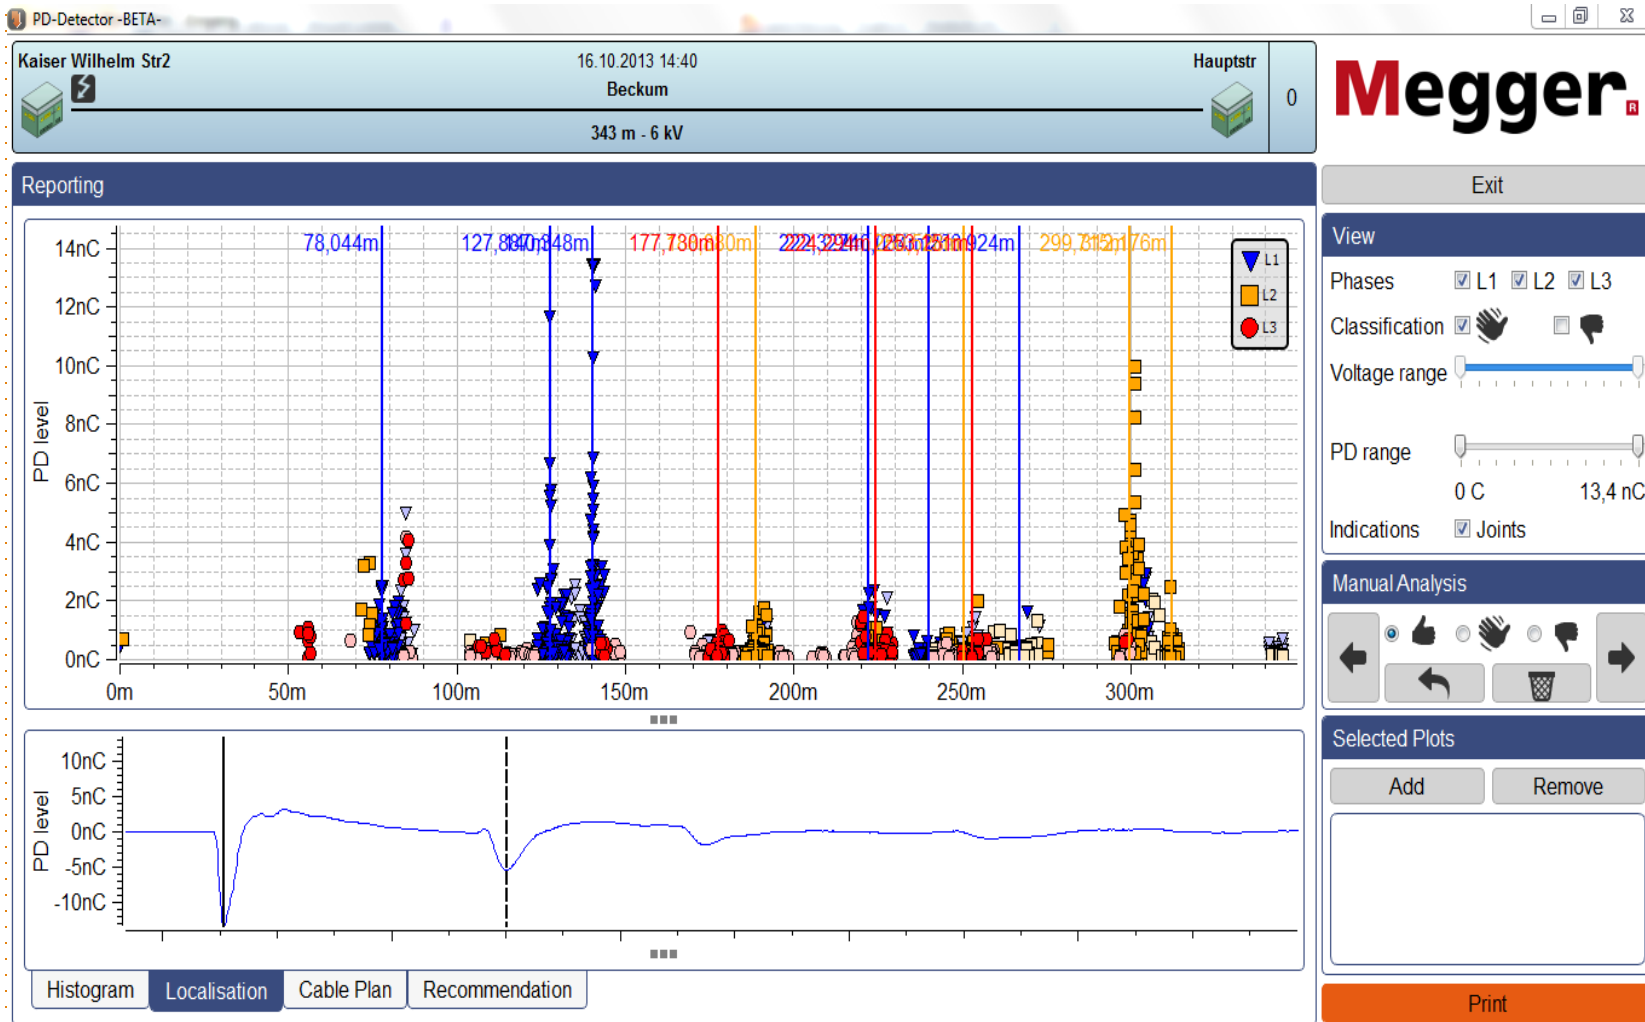 PD-Detector -BETA-
Kaiser Wilhelm Str2
16.10.2013 14:40
Hauptstr
Beckum
0
343 m - 6 kV
Megger.
R
Reporting
Exit
View
Phases L1 L2 L3
Classification
Voltage range
PD range
0 C 13,4 nC
Indications Joints
14nC
12nC
10nC
8nC
6nC
4nC
2nC
0nC
PD level
78,044m
177,730m
L1
L2
L3
0m 50m 100m 150m 200m 250m 300m
Manual Analysis
Selected Plots
Add Remove
10nC
5nC
0nC
-5nC
-10nC
PD level
Histogram Localisation Cable Plan Recommendation
Print